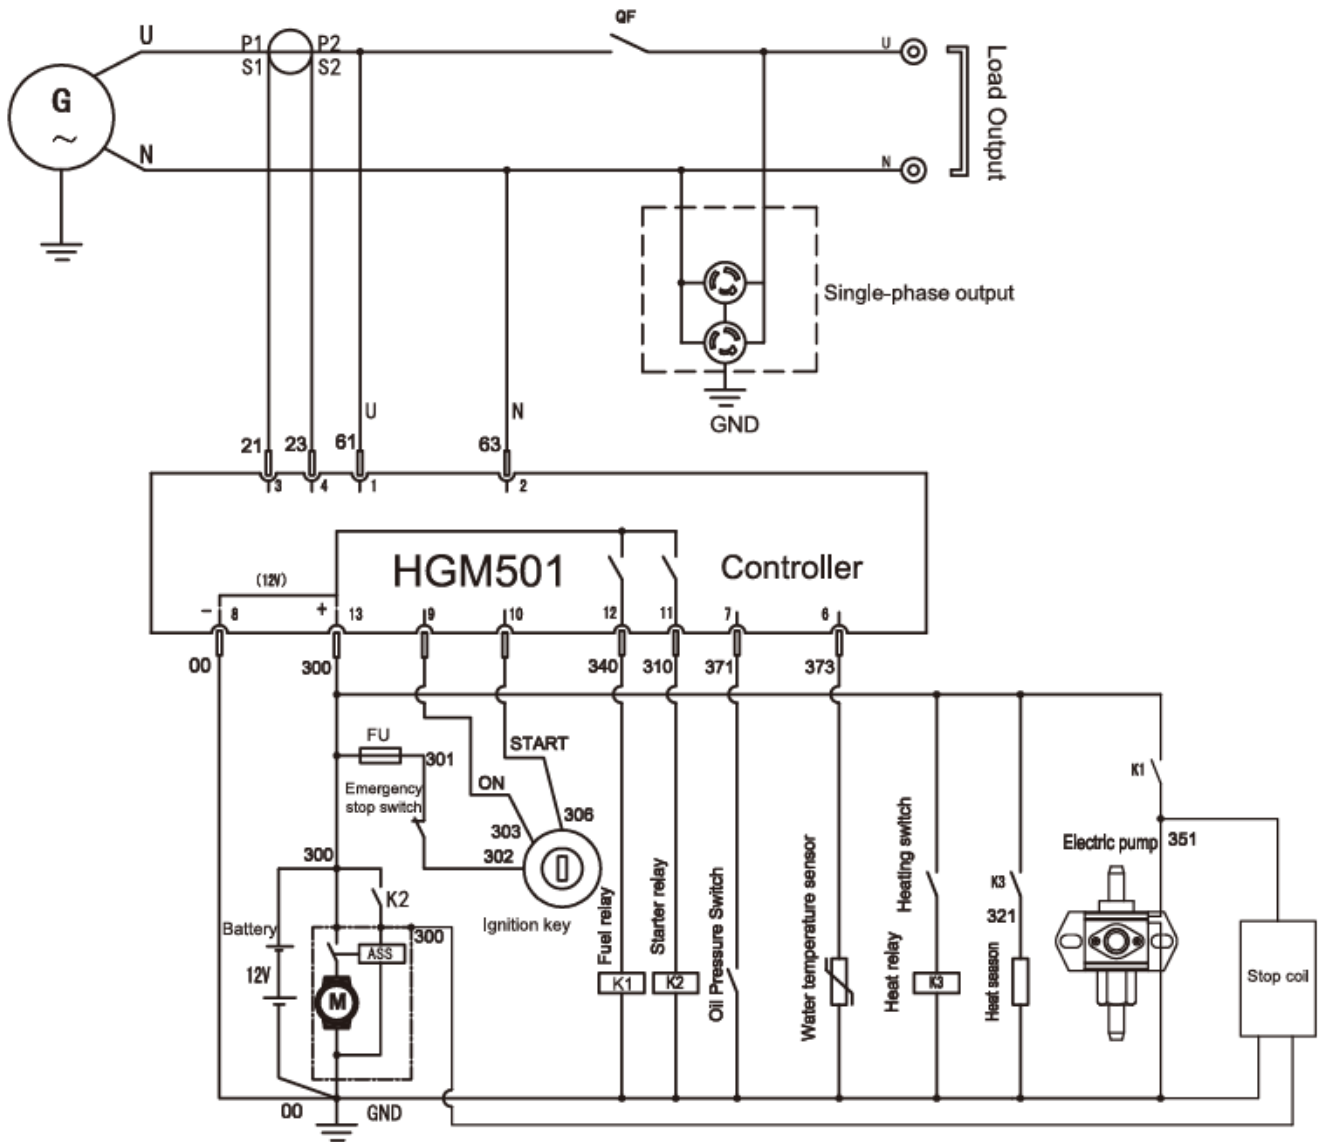 QF
U
P1
P2
S1
S2
U
G
~
N
N
Load Output
Single-phase output
GND
U
N
21
23
61
63
3
4
1
2
HGM501
Controller
(12V)
-
8
+
13
9
10
12
11
7
6
00
300
340
310
371
373
FU
301
START
K1
Emergency
stop switch
ON
306
303
302
Electric pump
351
300
K2
Ignition key
Battery
300
12V
ASS
M
Fuel relay
K1
Starter relay
K2
Oil Pressure Switch
Water temperature sensor
Heating switch
Heat relay
K3
K3
321
Heat season
Stop coil
00
GND